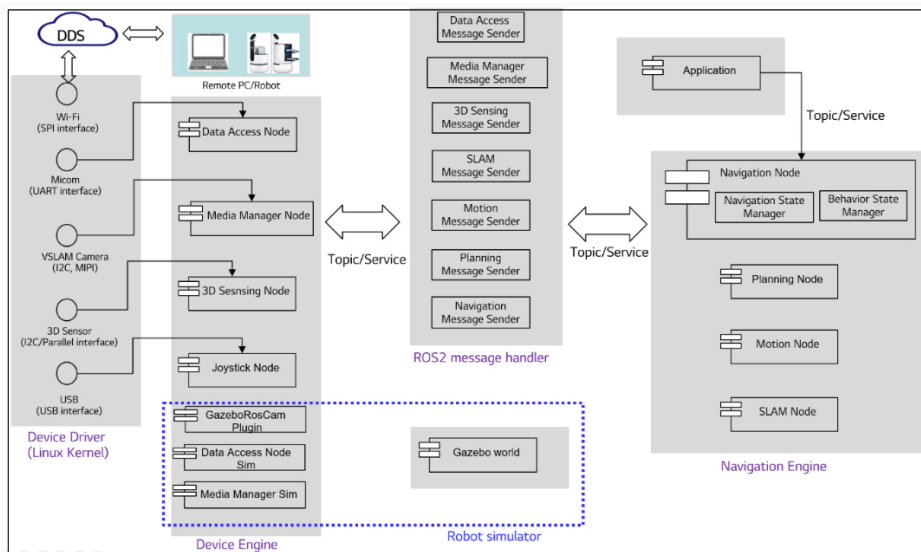 DDS
Remote PC/Robot
Wi-Fi
(SPI interface)
Micom
(UART interface)
VSLAM Camera
(I2C, MIPI)
3D Sensor
(I2C/Parallel interface)
USB
(USB interface)
Device Driver
(Linux Kernel)
Data Access Node
Media Manager Node
3D Sesnsing Node
Joystick Node
GazeboRosCam
Plugin
Data Access Node
Sim
Media Manager Sim
Device Engine
Topic/Service
Data Access
Message Sender
Media Manager
Message Sender
3D Sensing
Message Sender
SLAM
Message Sender
Motion
Message Sender
Planning
Message Sender
Navigation
Message Sender
ROS2 message handler
Gazebo world
Robot simulator
Topic/Service
Application
Topic/Service
Navigation Node
Navigation State
Manager
Behavior State
Manager
Planning Node
Motion Node
SLAM Node
Navigation Engine